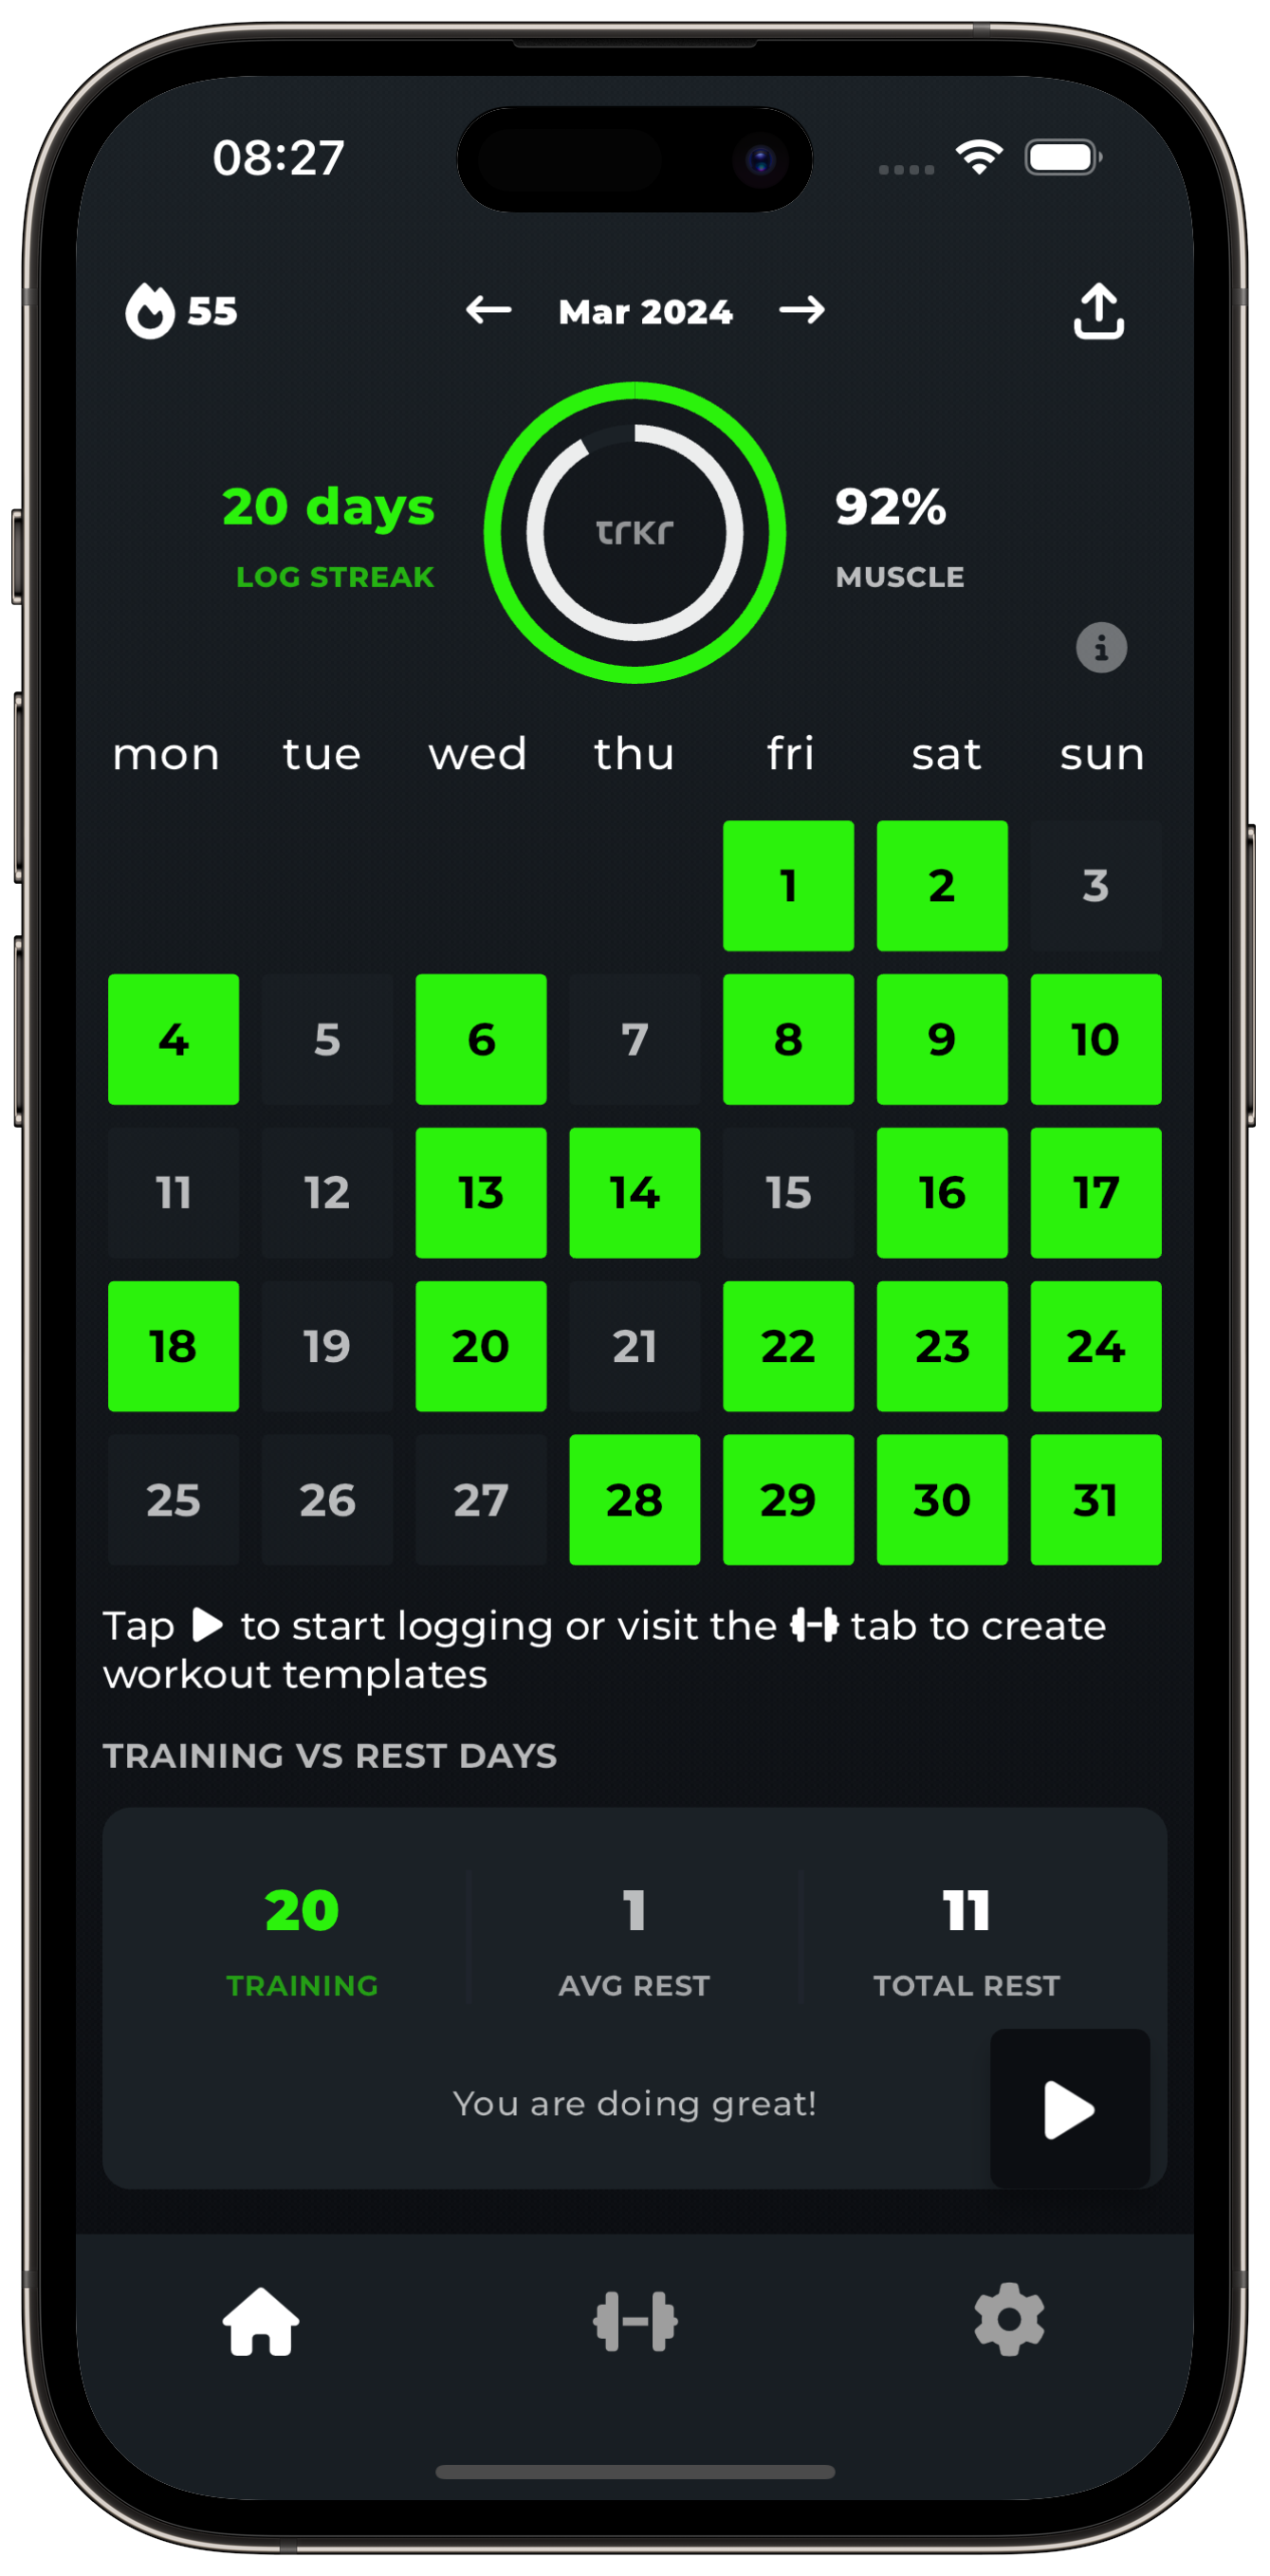 08:27
55
Mar 2024
20 days
LOG STREAK
trkr
92%
MUSCLE
mon tue wed thu fri sat sun
1 2 3
4 5 6 7 8 9 10
11 12 13 14 15 16 17
18 19 20 21 22 23 24
25 26 27 28 29 30 31
Tap to start logging or visit the tab to create
workout templates
TRAINING VS REST DAYS
20 1 11
TRAINING AVG REST TOTAL REST
You are doing great!